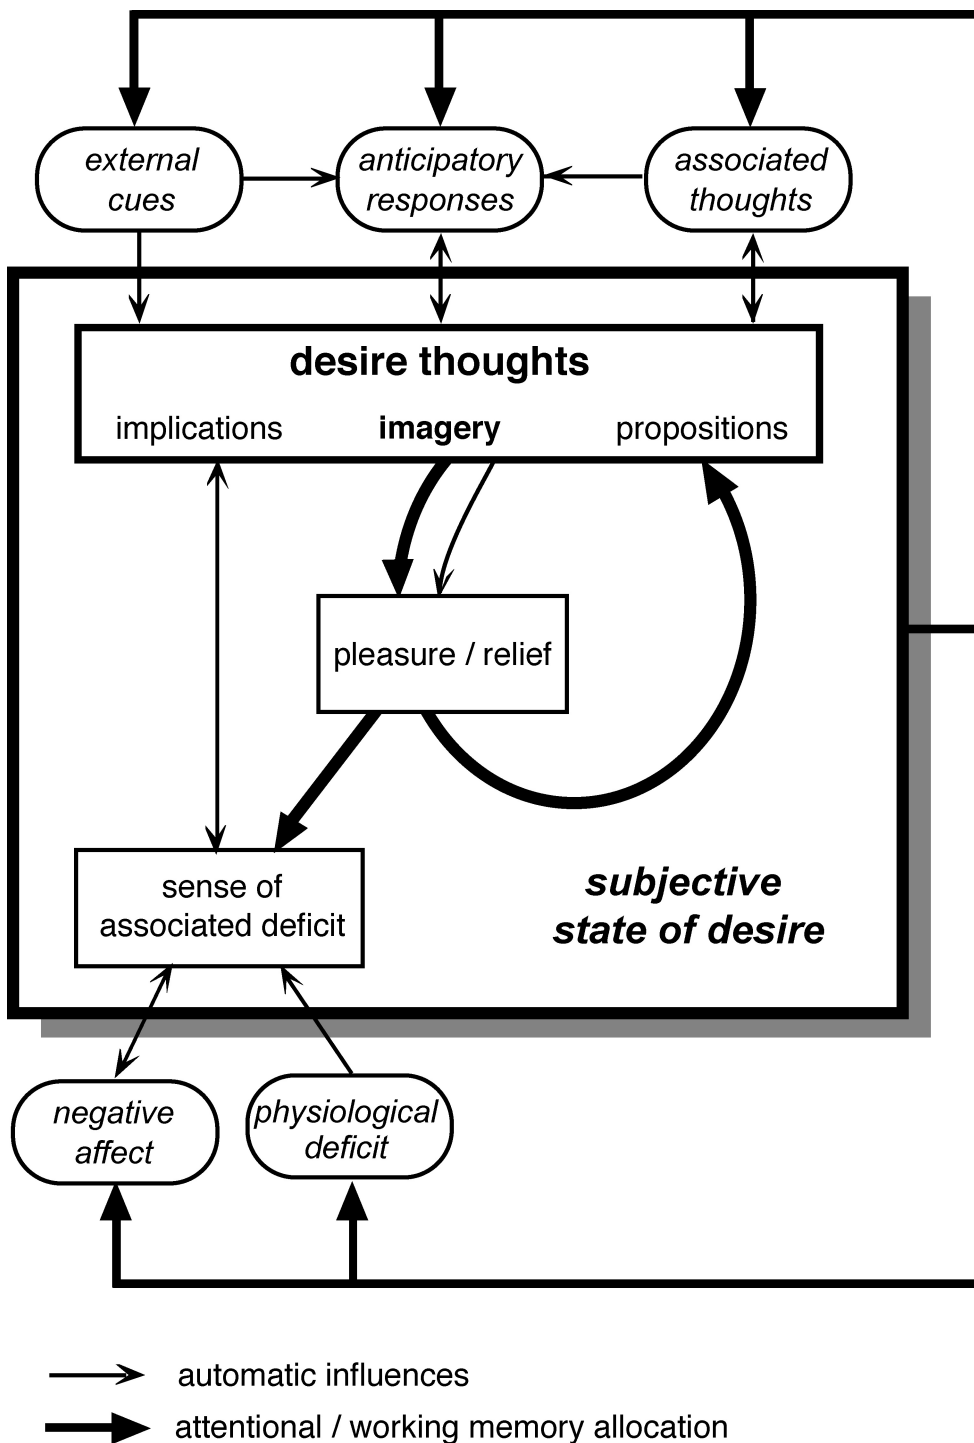 external
cues
anticipatory
responses
associated
thoughts
desire thoughts
implications
imagery
propositions
pleasure / relief
sense of
associated deficit
subjective
state of desire
negative
affect
physiological
deficit
automatic influences
attentional / working memory allocation